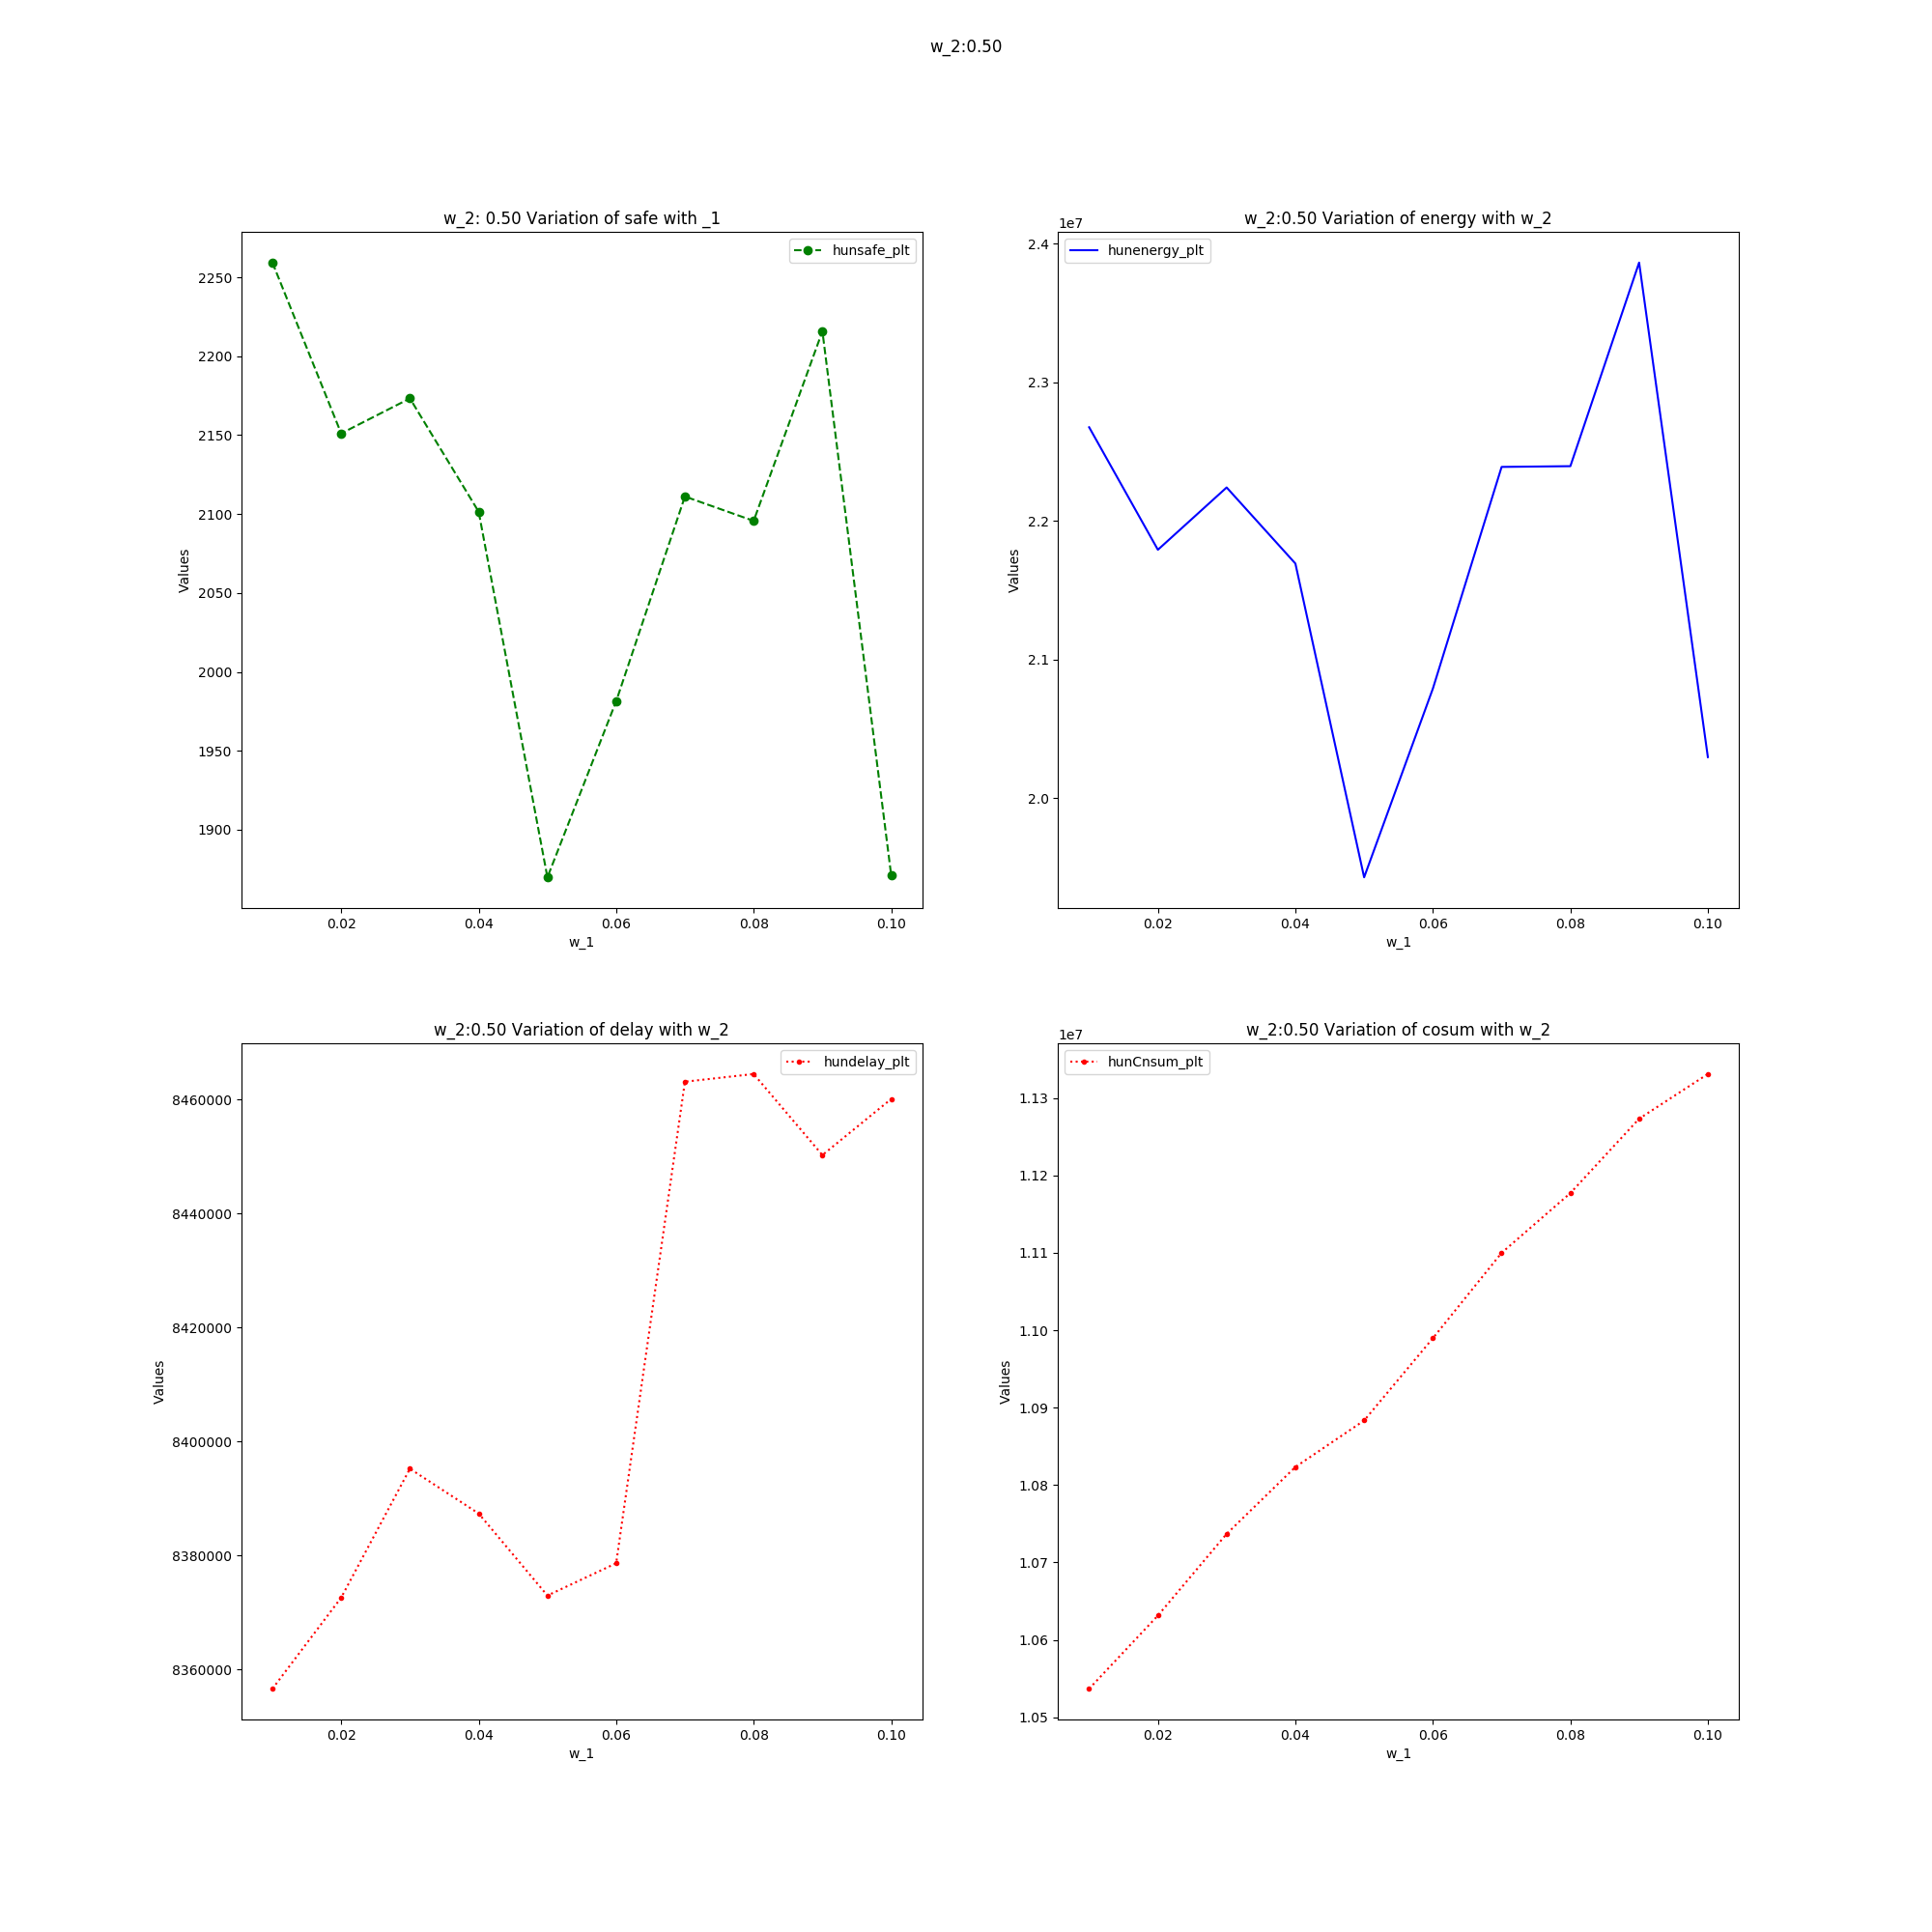 w_2:0.50
w_2: 0.50 Variation of safe with _1
hunsafe_plt
2250
2200
2150
2100
2050
2000
1950
1900
Values
0.02 0.04 0.06 0.08 0.10
w_1
w_2:0.50 Variation of energy with w_2
1e7
hunenergy_plt
2.4
2.3
2.2
2.1
2.0
Values
0.02 0.04 0.06 0.08 0.10
w_1
w_2:0.50 Variation of delay with w_2
hundelay_plt
8460000
8440000
8420000
8400000
8380000
8360000
Values
0.02 0.04 0.06 0.08 0.10
w_1
w_2:0.50 Variation of cosum with w_2
1e7
hunCnsum_plt
1.13
1.12
1.11
1.10
1.09
1.08
1.07
1.06
1.05
Values
0.02 0.04 0.06 0.08 0.10
w_1